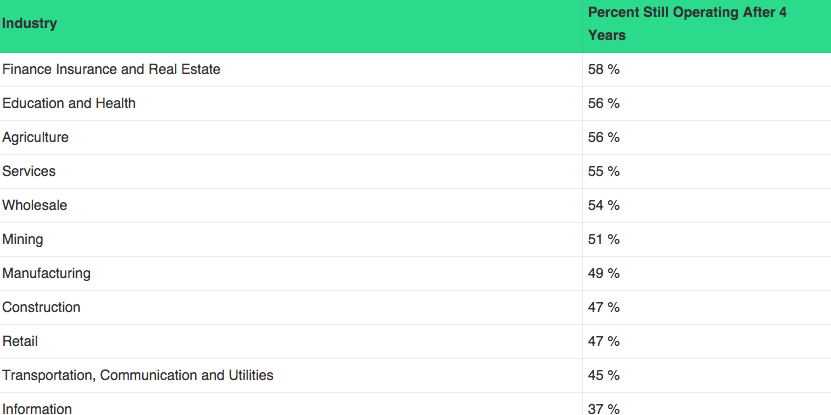 Industry Percent Still Operating After 4
Years
Finance Insurance and Real Estate 58 %
Education and Health 56 %
Agriculture 56 %
Services 55 %
Wholesale 54 %
Mining 51 %
Manufacturing 49 %
Construction 47 %
Retail 47 %
Transportation, Communication and Utilities 45 %
Information 37 %